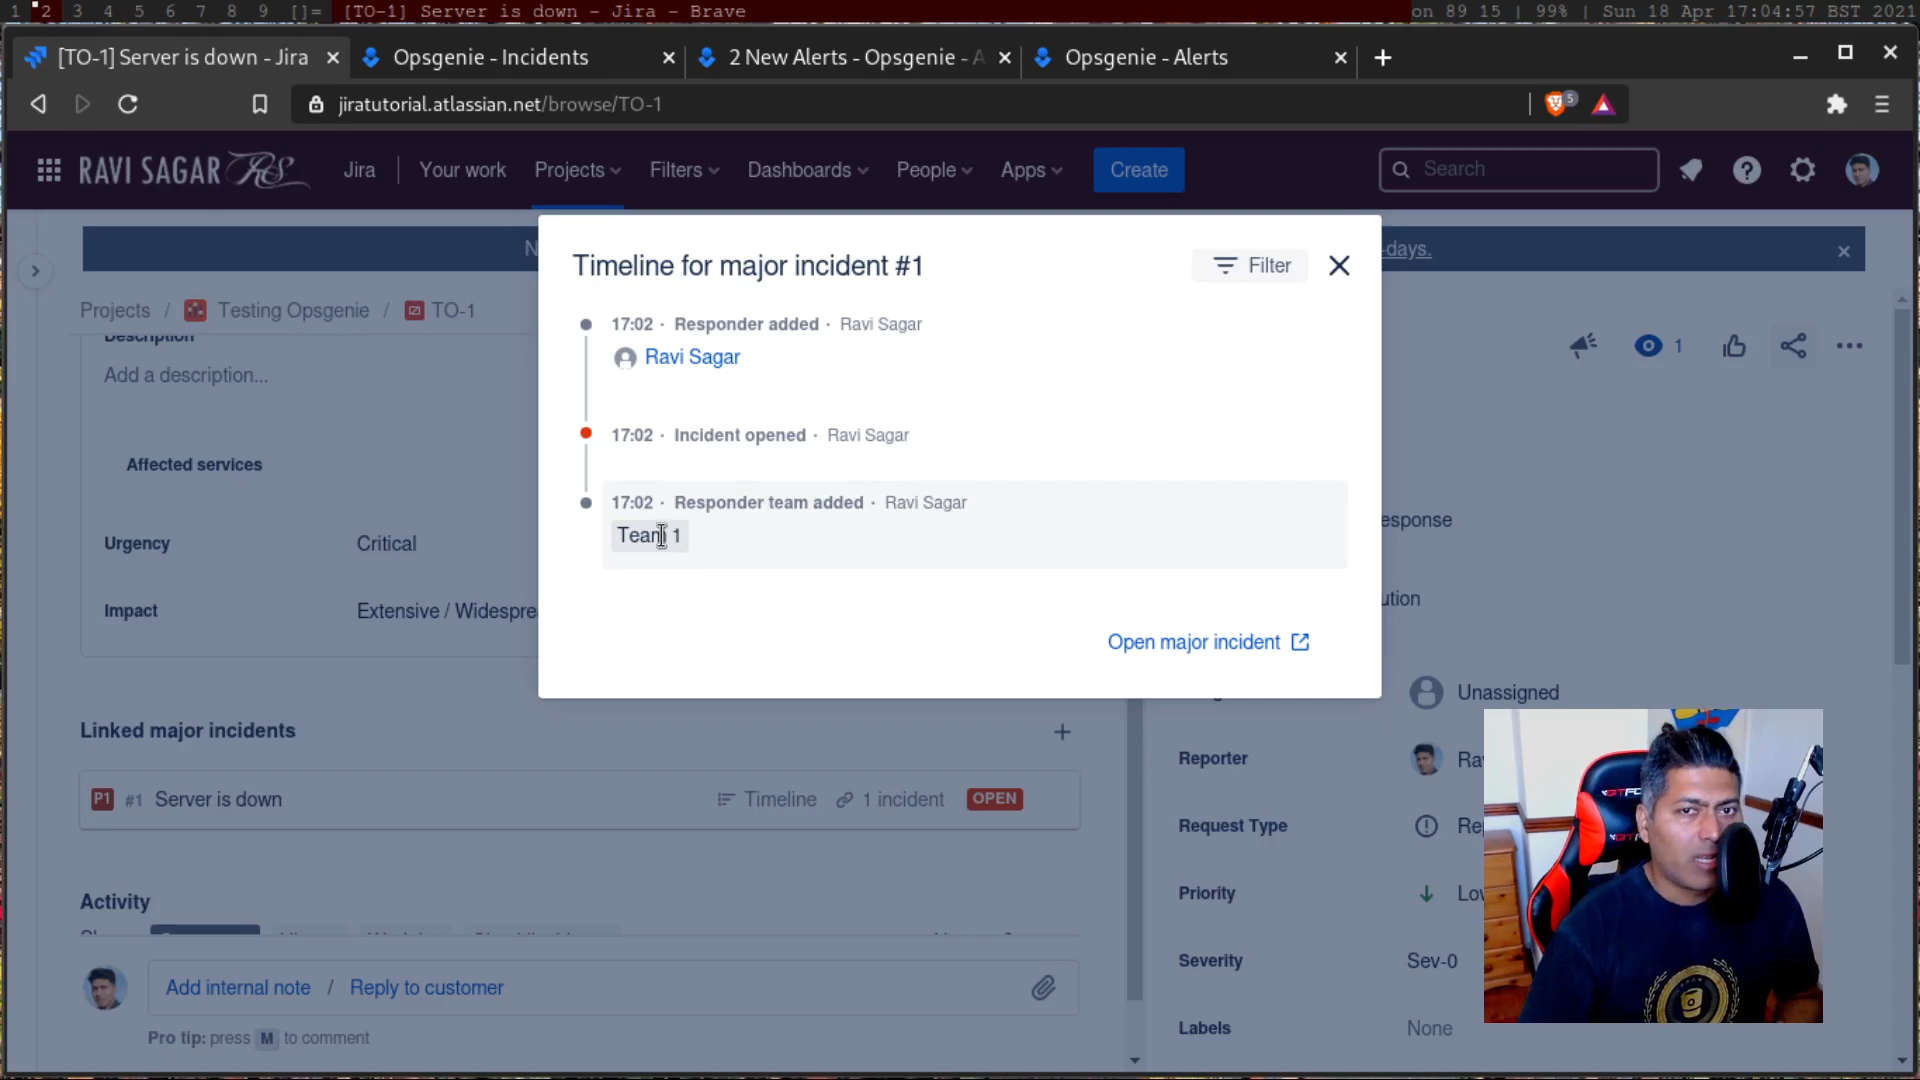 1 2 3 4 5 6 7 8 9 []= [TO-1] Server is down - Jira - Brave on 89 15 | 99% | Sun 18 Apr 17:04:57 BST 2021
[TO-1] Server is down - Jira Opsgenie - Incidents 2 New Alerts - Opsgenie - A Opsgenie - Alerts
jiratutorial.atlassian.net/browse/TO-1 5
RAVI SAGAR RS Jira Your work Projects Filters Dashboards People Apps Create Search
days.
Projects / Testing Opsgenie / TO-1
Timeline for major incident #1 Filter
17:02 · Responder added · Ravi Sagar
Ravi Sagar
17:02 · Incident opened · Ravi Sagar
17:02 · Responder team added · Ravi Sagar
Team 1
Open major incident
1
Description
Add a description...
Affected services
Urgency Critical
Impact Extensive / Widespre
Linked major incidents
P1 #1 Server is down Timeline 1 incident OPEN
Activity
Add internal note / Reply to customer
Pro tip: press M to comment
esponse
ution
Unassigned
Reporter Ra
Request Type Re
Priority Lo
Severity Sev-0
Labels None